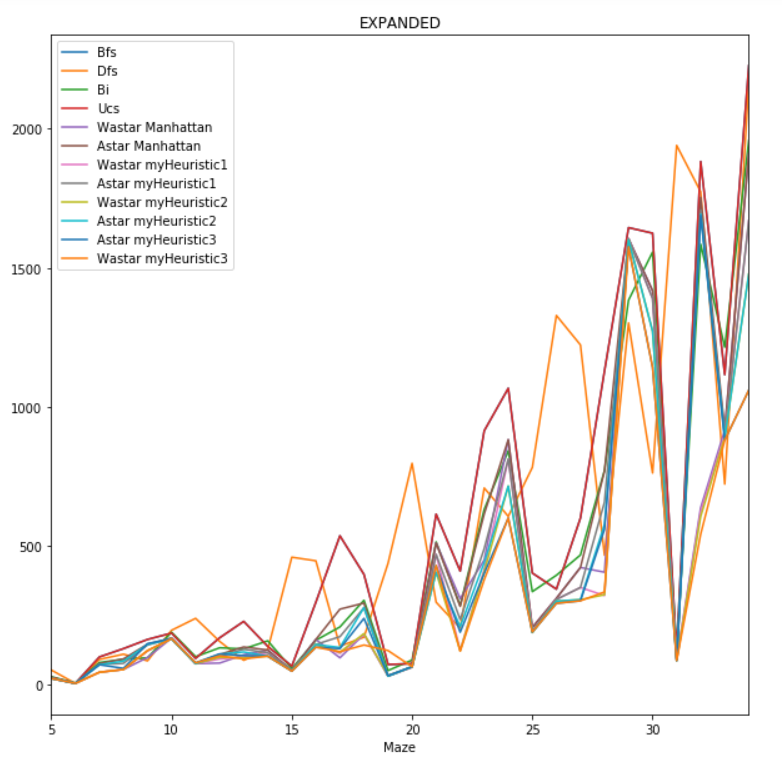 EXPANDED
Bfs
Dfs
Bi
Ucs
Wastar Manhattan
Astar Manhattan
Wastar myHeuristic1
Astar myHeuristic1
Wastar myHeuristic2
Astar myHeuristic2
Astar myHeuristic3
Wastar myHeuristic3
2000
1500
1000
500
0
5 10 15 20 25 30
Maze